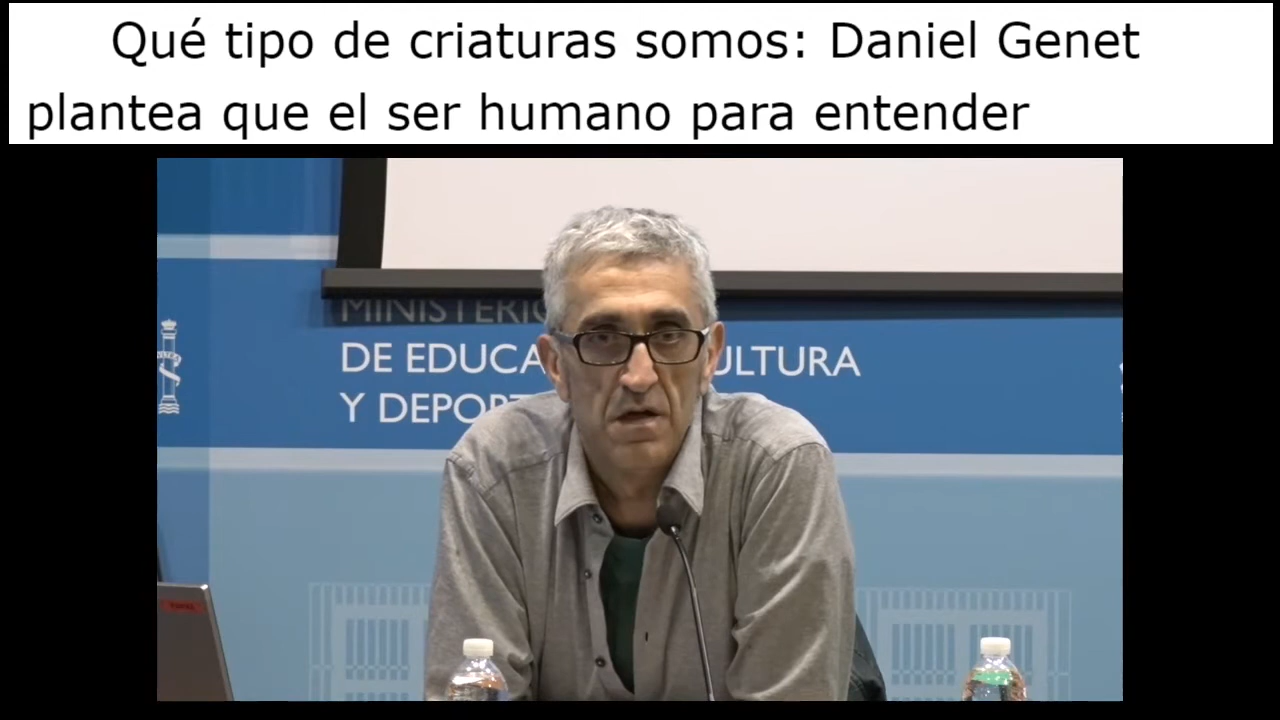 Qué tipo de criaturas somos: Daniel Genet
plantea que el ser humano para entender
MINISTERIO
DE EDUCA ULTURA
Y DEPORT